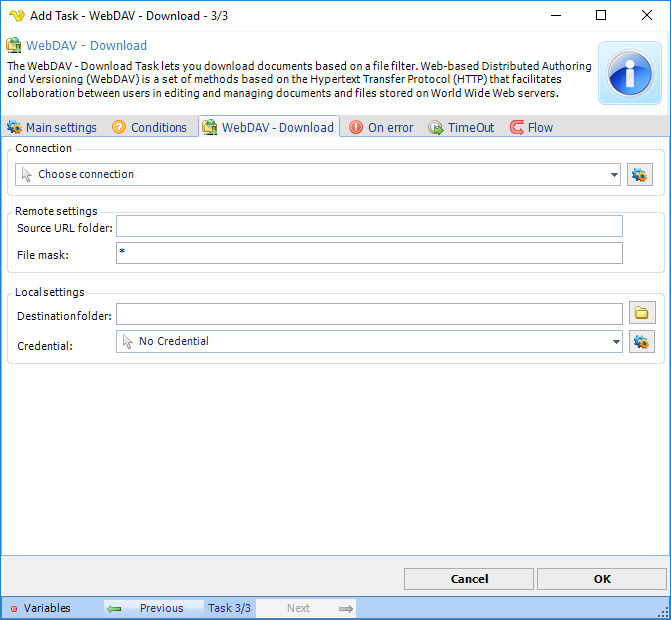 Add Task - WebDAV - Download - 3/3
WebDAV - Download
The WebDAV - Download Task lets you download documents based on a file filter. Web-based Distributed Authoring
and Versioning (WebDAV) is a set of methods based on the Hypertext Transfer Protocol (HTTP) that facilitates
collaboration between users in editing and managing documents and files stored on World Wide Web servers.
Main settings Conditions WebDAV - Download On error TimeOut Flow
Connection
Choose connection
Remote settings
Source URL folder:
File mask: *
Local settings
Destination folder:
Credential: No Credential
Cancel OK
Variables Previous Task 3/3 Next